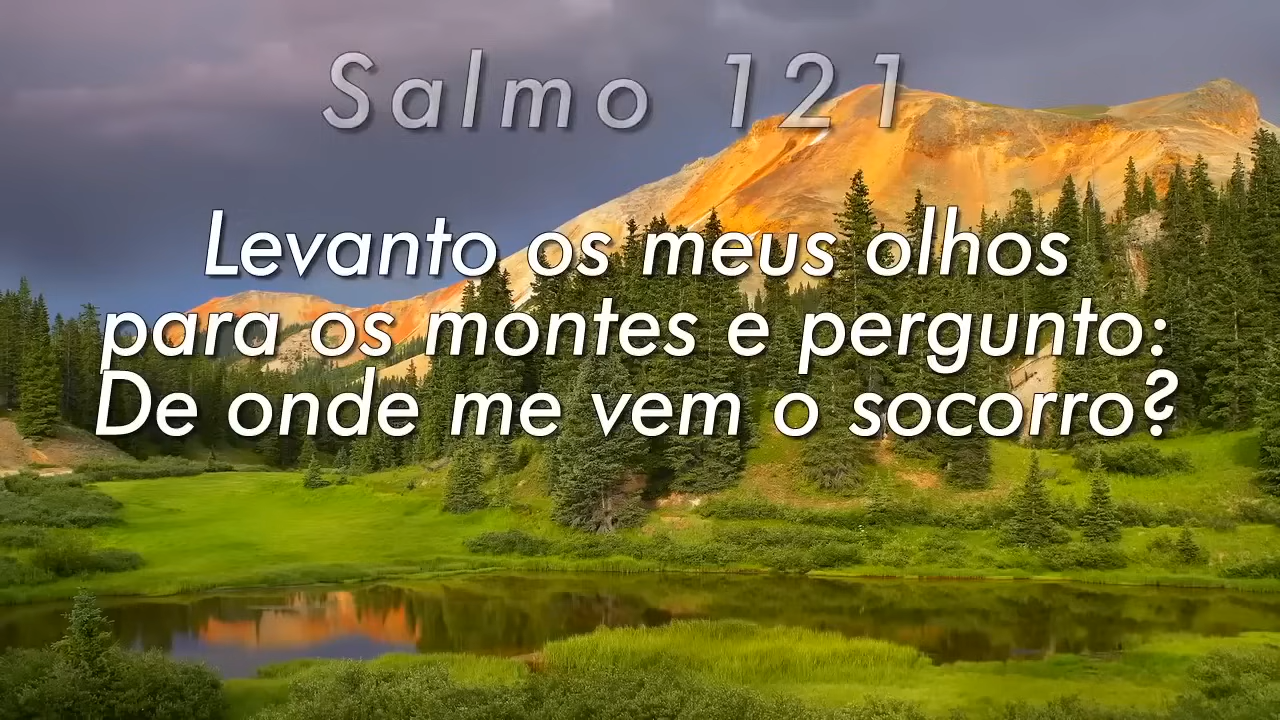 Salmo 121
Levanto os meus olhos
para os montes e pergunto:
De onde me vem o socorro?